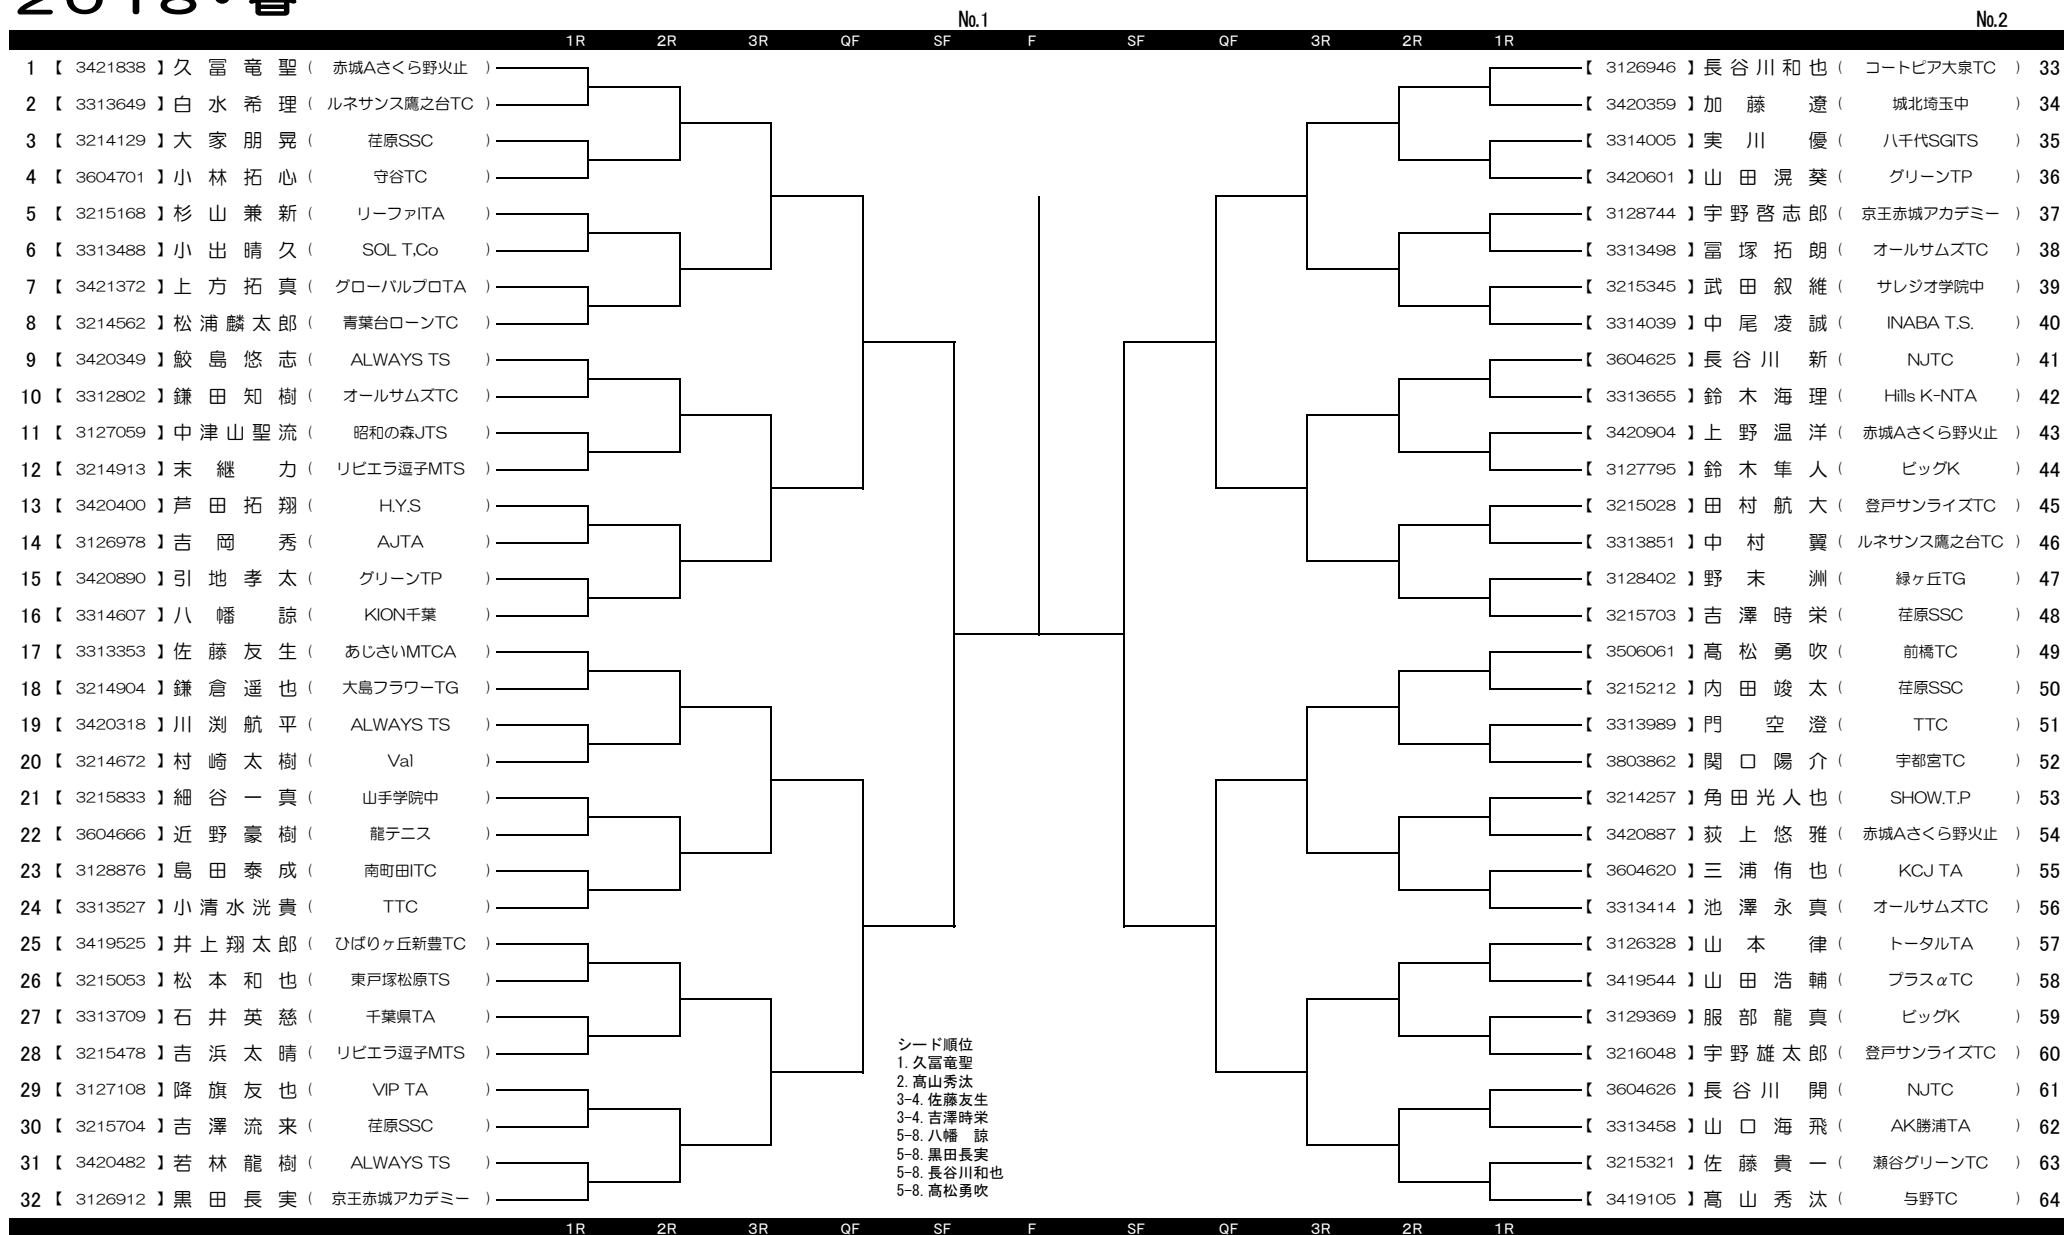 2018・春
No.1
No.2
1R 2R 3R QF SF F SF QF 3R 2R 1R
1 【 3421838 】 久冨竜聖 ( 赤城Aさくら野火止 )
2 【 3313649 】 白水希理 ( ルネサンス鷹之台TC )
3 【 3214129 】 大家朋晃 ( 荏原SSC )
4 【 3604701 】 小林拓心 ( 守谷TC )
5 【 3215168 】 杉山兼新 ( リーファITA )
6 【 3313488 】 小出晴久 ( SOL T,Co )
7 【 3421372 】 上方拓真 ( グローバルプロTA )
8 【 3214562 】 松浦麟太郎 ( 青葉台ローンTC )
9 【 3420349 】 鮫島悠志 ( ALWAYS TS )
10 【 3312802 】 鎌田知樹 ( オールサムズTC )
11 【 3127059 】 中津山聖流 ( 昭和の森JTS )
12 【 3214913 】 末継 力 ( リビエラ逗子MTS )
13 【 3420400 】 芦田拓翔 ( H.Y.S )
14 【 3126978 】 吉岡 秀 ( AJTA )
15 【 3420890 】 引地孝太 ( グリーンTP )
16 【 3314607 】 八幡 諒 ( KION千葉 )
17 【 3313353 】 佐藤友生 ( あじさいMTCA )
18 【 3214904 】 鎌倉遥也 ( 大島フラワーTG )
19 【 3420318 】 川渕航平 ( ALWAYS TS )
20 【 3214672 】 村崎太樹 ( Val )
21 【 3215833 】 細谷一真 ( 山手学院中 )
22 【 3604666 】 近野豪樹 ( 龍テニス )
23 【 3128876 】 島田泰成 ( 南町田ITC )
24 【 3313527 】 小清水洸貴 ( TTC )
25 【 3419525 】 井上翔太郎 ( ひばりヶ丘新豊TC )
26 【 3215053 】 松本和也 ( 東戸塚松原TS )
27 【 3313709 】 石井英慈 ( 千葉県TA )
28 【 3215478 】 吉浜太晴 ( リビエラ逗子MTS )
29 【 3127108 】 降旗友也 ( VIP TA )
30 【 3215704 】 吉澤流来 ( 荏原SSC )
31 【 3420482 】 若林龍樹 ( ALWAYS TS )
32 【 3126912 】 黒田長実 ( 京王赤城アカデミー )
シード順位
1. 久冨竜聖
2. 髙山秀汰
3-4. 佐藤友生
3-4. 吉澤時栄
5-8. 八幡 諒
5-8. 黒田長実
5-8. 長谷川和也
5-8. 髙松勇吹
【 3126946 】 長谷川和也 ( コートピア大泉TC ) 33
【 3420359 】 加藤 遼 ( 城北埼玉中 ) 34
【 3314005 】 実川 優 ( 八千代SGITS ) 35
【 3420601 】 山田滉葵 ( グリーンTP ) 36
【 3128744 】 宇野啓志郎 ( 京王赤城アカデミー ) 37
【 3313498 】 冨塚拓朗 ( オールサムズTC ) 38
【 3215345 】 武田叙維 ( サレジオ学院中 ) 39
【 3314039 】 中尾凌誠 ( INABA T.S. ) 40
【 3604625 】 長谷川 新 ( NJTC ) 41
【 3313655 】 鈴木海理 ( Hills K-NTA ) 42
【 3420904 】 上野温洋 ( 赤城Aさくら野火止 ) 43
【 3127795 】 鈴木隼人 ( ビッグK ) 44
【 3215028 】 田村航大 ( 登戸サンライズTC ) 45
【 3313851 】 中村 翼 ( ルネサンス鷹之台TC ) 46
【 3128402 】 野末 洲 ( 緑ヶ丘TG ) 47
【 3215703 】 吉澤時栄 ( 荏原SSC ) 48
【 3506061 】 髙松勇吹 ( 前橋TC ) 49
【 3215212 】 内田竣太 ( 荏原SSC ) 50
【 3313989 】 門 空澄 ( TTC ) 51
【 3803862 】 関口陽介 ( 宇都宮TC ) 52
【 3214257 】 角田光人也 ( SHOW.T.P ) 53
【 3420887 】 荻上悠雅 ( 赤城Aさくら野火止 ) 54
【 3604620 】 三浦侑也 ( KCJ TA ) 55
【 3313414 】 池澤永真 ( オールサムズTC ) 56
【 3126328 】 山本 律 ( トータルTA ) 57
【 3419544 】 山田浩輔 ( プラスαTC ) 58
【 3129369 】 服部龍真 ( ビッグK ) 59
【 3216048 】 宇野雄太郎 ( 登戸サンライズTC ) 60
【 3604626 】 長谷川 開 ( NJTC ) 61
【 3313458 】 山口海飛 ( AK勝浦TA ) 62
【 3215321 】 佐藤貴一 ( 瀬谷グリーンTC ) 63
【 3419105 】 髙山秀汰 ( 与野TC ) 64
1R 2R 3R QF SF F SF QF 3R 2R 1R